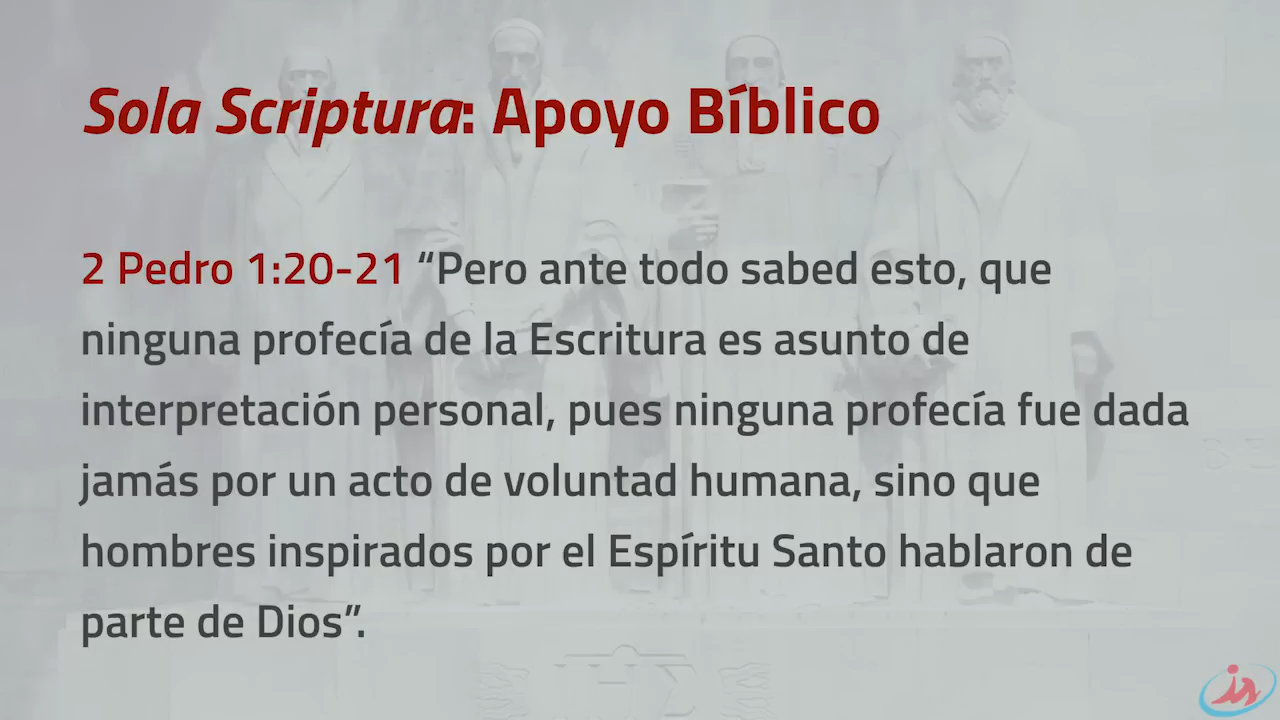 Sola Scriptura: Apoyo Bíblico
2 Pedro 1:20-21 “Pero ante todo sabed esto, que
ninguna profecía de la Escritura es asunto de
interpretación personal, pues ninguna profecía fue dada
jamás por un acto de voluntad humana, sino que
hombres inspirados por el Espíritu Santo hablaron de
parte de Dios”.